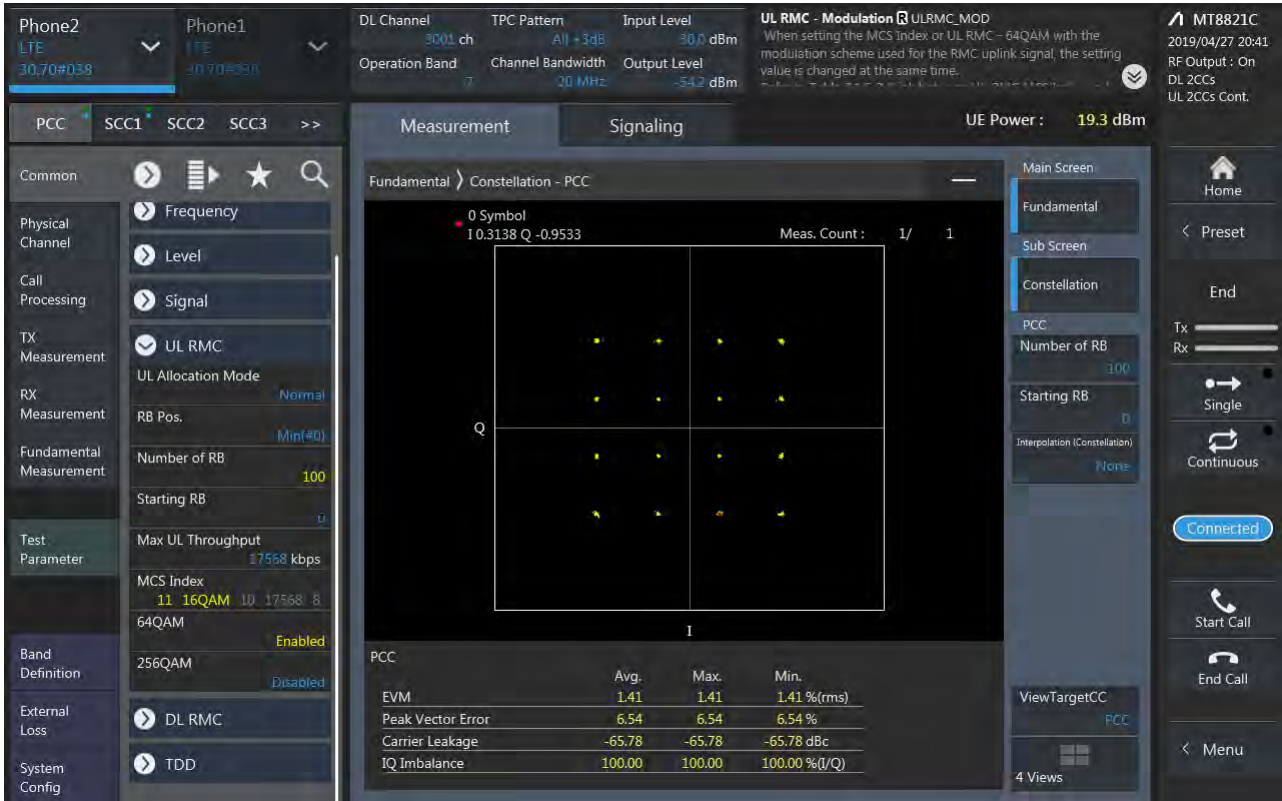 Phone2
LTE
30.70#038
Phone1
LTE
30.70#038
DL Channel
3001 ch
TPC Pattern
All +3dB
Input Level
30.0 dBm
Operation Band
7
Channel Bandwidth
20 MHz
Output Level
-54.2 dBm
UL RMC - Modulation R ULRMC_MOD
When setting the MCS Index or UL RMC - 64QAM with the
modulation scheme used for the RMC uplink signal, the setting
value is changed at the same time.
MT8821C
2019/04/27 20:41
RF Output : On
DL 2CCs
UL 2CCs Cont.
PCC SCC1 SCC2 SCC3 >>
Measurement
Signaling
UE Power : 19.3 dBm
Common
Physical
Channel
Call
Processing
TX
Measurement
RX
Measurement
Fundamental
Measurement
Test
Parameter
Band
Definition
External
Loss
System
Config
Frequency
Level
Signal
UL RMC
UL Allocation Mode
Normal
RB Pos.
Min(#0)
Number of RB
100
Starting RB
0
Max UL Throughput
17568 kbps
MCS Index
11 16QAM 10 17568 8
64QAM
Enabled
256QAM
Disabled
DL RMC
TDD
Fundamental > Constellation - PCC
0 Symbol
I 0.3138 Q -0.9533
Meas. Count : 1/ 1
Q
I
PCC
Avg. Max. Min.
EVM 1.41 1.41 1.41 %(rms)
Peak Vector Error 6.54 6.54 6.54 %
Carrier Leakage -65.78 -65.78 -65.78 dBc
IQ Imbalance 100.00 100.00 100.00 %(I/Q)
Main Screen
Fundamental
Sub Screen
Constellation
PCC
Number of RB
100
Starting RB
0
Interpolation (Constellation)
None
ViewTargetCC
PCC
4 Views
Home
< Preset
End
Tx
Rx
Single
Continuous
Connected
Start Call
End Call
< Menu